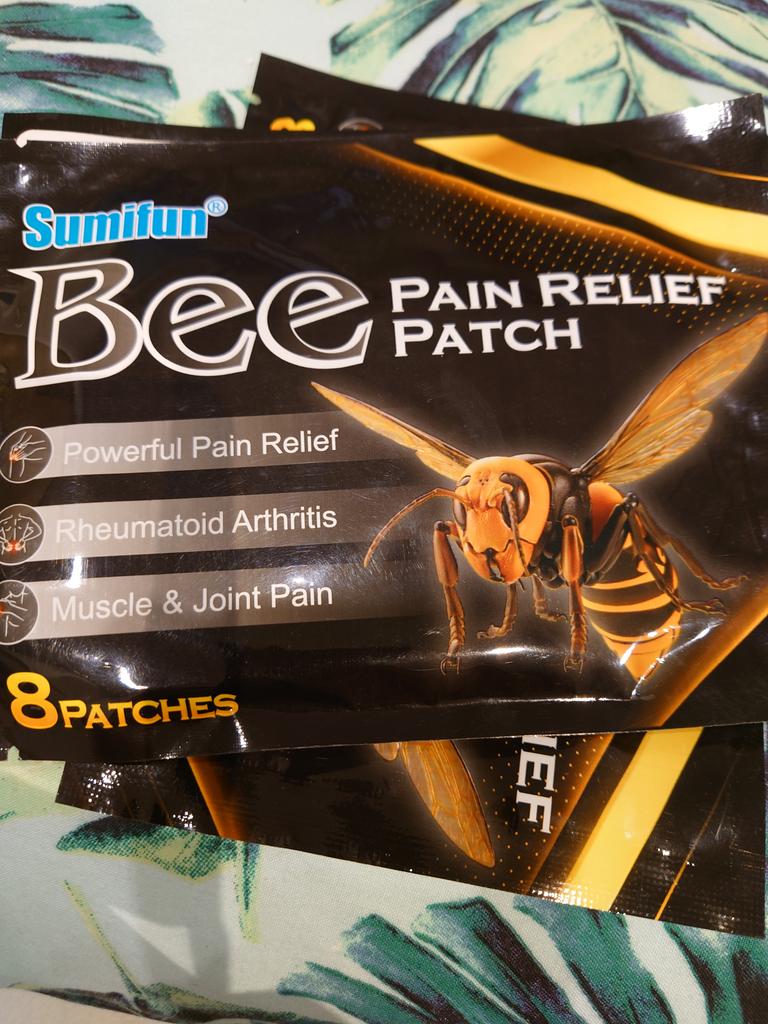 Sumifun®
Bee PAIN RELIEF
PATCH
Powerful Pain Relief
Rheumatoid Arthritis
Muscle & Joint Pain
8 PATCHES
IEF